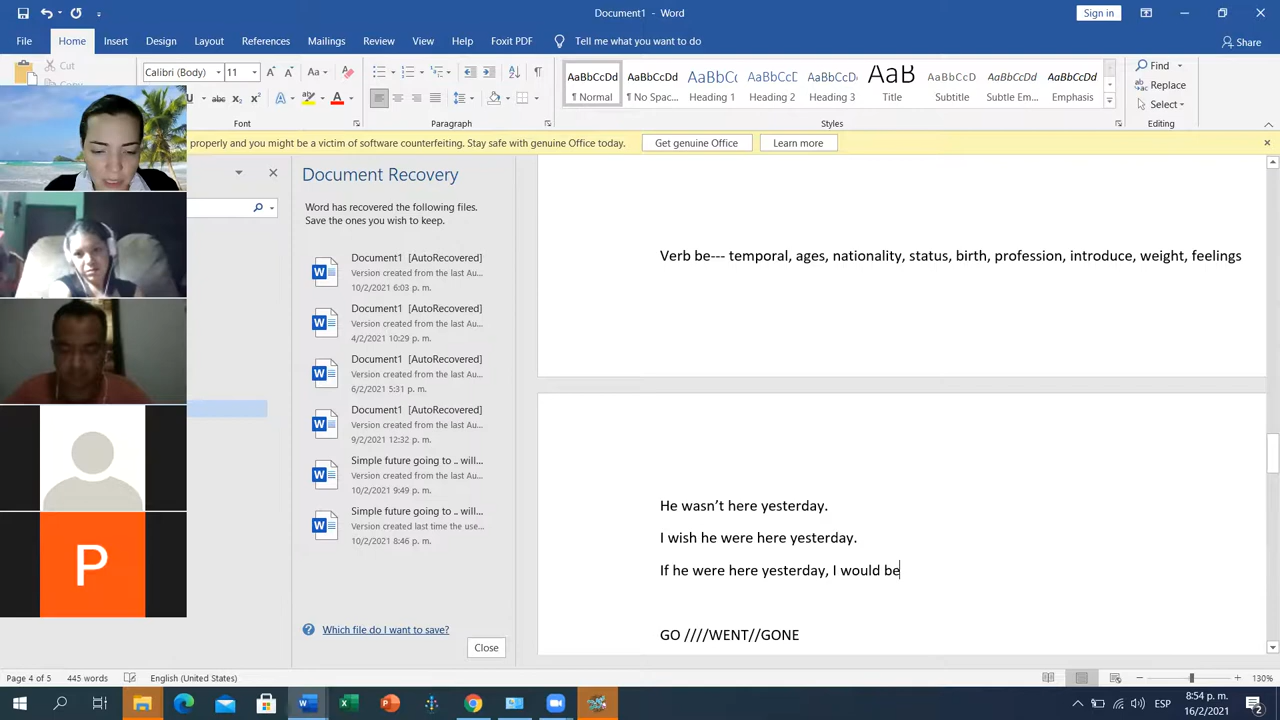 Document1 - Word
Sign in
File Home Insert Design Layout References Mailings Review View Help Foxit PDF Tell me what you want to do Share
Cut Calibri (Body) 11 Aa AaBbCcDd AaBbCcDd AaBbC( AaBbCcC AaBbCcI AaB AaBbCcD AaBbCcDd AaBbCcDd Find
¶ Normal ¶ No Spac... Heading 1 Heading 2 Heading 3 Title Subtitle Subtle Em... Emphasis Replace
Select
Font Paragraph Styles Editing
properly and you might be a victim of software counterfeiting. Stay safe with genuine Office today. Get genuine Office Learn more
Document Recovery
Word has recovered the following files.
Save the ones you wish to keep.
Document1 [AutoRecovered]
Version created from the last Au...
10/2/2021 6:03 p. m.
Document1 [AutoRecovered]
Version created from the last Au...
4/2/2021 10:29 p. m.
Document1 [AutoRecovered]
Version created from the last Au...
6/2/2021 5:31 p. m.
Document1 [AutoRecovered]
Version created from the last Au...
9/2/2021 12:32 p. m.
Simple future going to .. will...
Version created from the last Au...
10/2/2021 9:49 p. m.
Simple future going to .. will...
Version created last time the use...
10/2/2021 8:46 p. m.
Which file do I want to save?
Close
P
Verb be--- temporal, ages, nationality, status, birth, profession, introduce, weight, feelings
He wasn’t here yesterday.
I wish he were here yesterday.
If he were here yesterday, I would be
GO ////WENT//GONE
Page 4 of 5 445 words English (United States) 130%
8:54 p. m.
16/2/2021
2